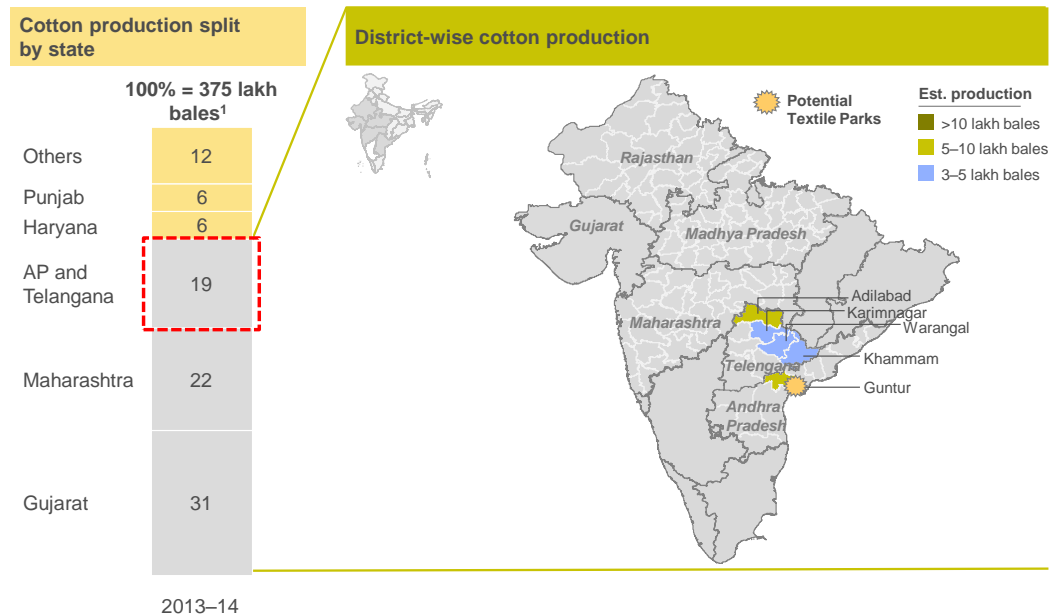 Cotton production split
by state
District-wise cotton production
100% = 375 lakh
bales1
Others
12
Punjab
6
Haryana
6
AP and
Telangana
19
Maharashtra
22
Gujarat
31
2013–14
Potential
Textile Parks
Est. production
>10 lakh bales
5–10 lakh bales
3–5 lakh bales
Rajasthan
Gujarat
Madhya Pradesh
Maharashtra
Adilabad
Karimnagar
Warangal
Khammam
Telengana
Guntur
Andhra
Pradesh